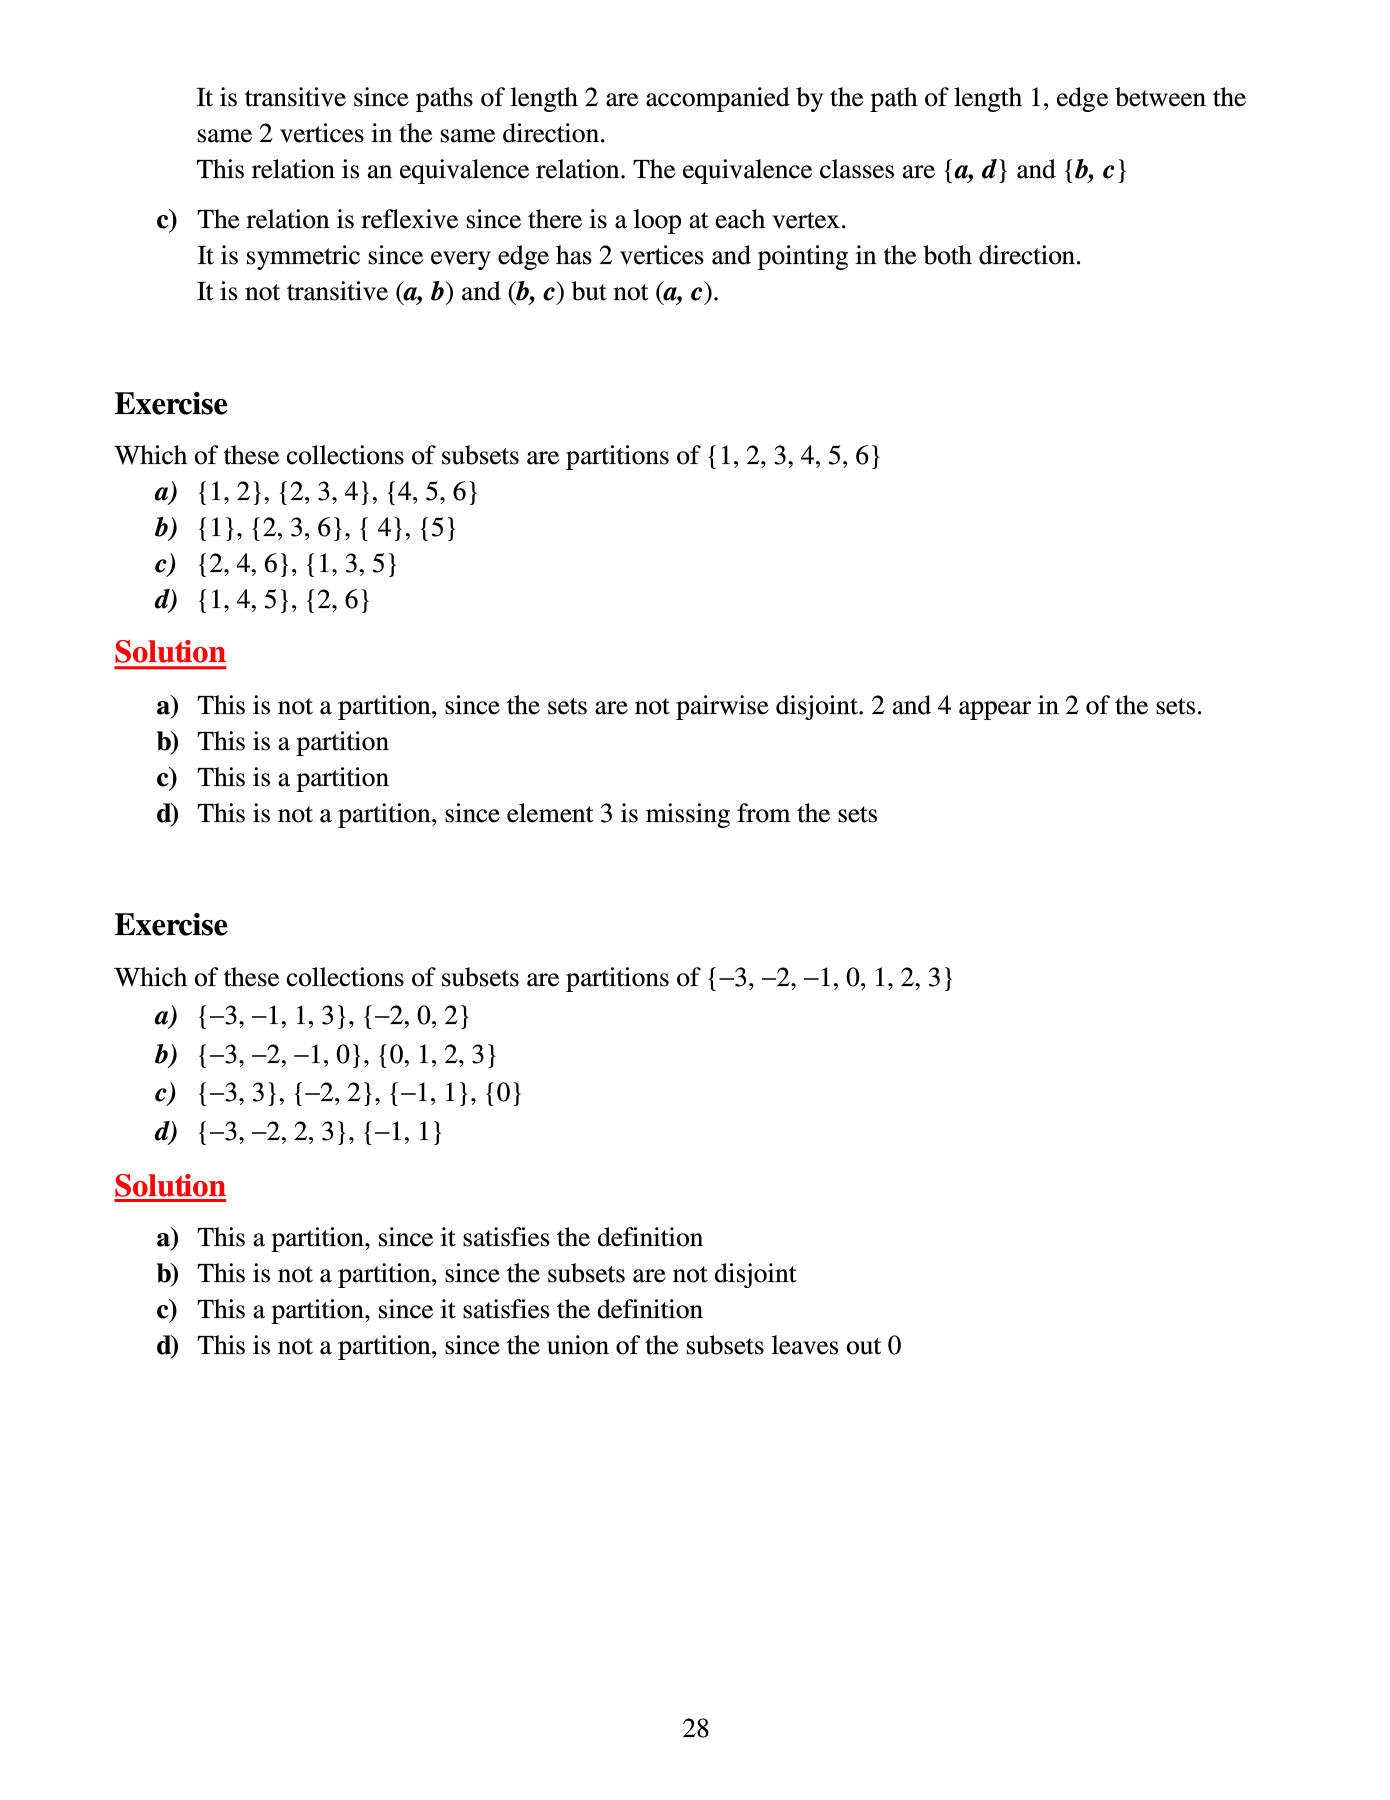 It is transitive since paths of length 2 are accompanied by the path of length 1, edge between the
same 2 vertices in the same direction.
This relation is an equivalence relation. The equivalence classes are {a, d} and {b, c}
c) The relation is reflexive since there is a loop at each vertex.
It is symmetric since every edge has 2 vertices and pointing in the both direction.
It is not transitive (a, b) and (b, c) but not (a, c).
Exercise
Which of these collections of subsets are partitions of {1, 2, 3, 4, 5, 6}
a) {1, 2}, {2, 3, 4}, {4, 5, 6}
b) {1}, {2, 3, 6}, { 4}, {5}
c) {2, 4, 6}, {1, 3, 5}
d) {1, 4, 5}, {2, 6}
Solution
a) This is not a partition, since the sets are not pairwise disjoint. 2 and 4 appear in 2 of the sets.
b) This is a partition
c) This is a partition
d) This is not a partition, since element 3 is missing from the sets
Exercise
Which of these collections of subsets are partitions of {–3, –2, –1, 0, 1, 2, 3}
a) {–3, –1, 1, 3}, {–2, 0, 2}
b) {–3, –2, –1, 0}, {0, 1, 2, 3}
c) {–3, 3}, {–2, 2}, {–1, 1}, {0}
d) {–3, –2, 2, 3}, {–1, 1}
Solution
a) This a partition, since it satisfies the definition
b) This is not a partition, since the subsets are not disjoint
c) This a partition, since it satisfies the definition
d) This is not a partition, since the union of the subsets leaves out 0
28